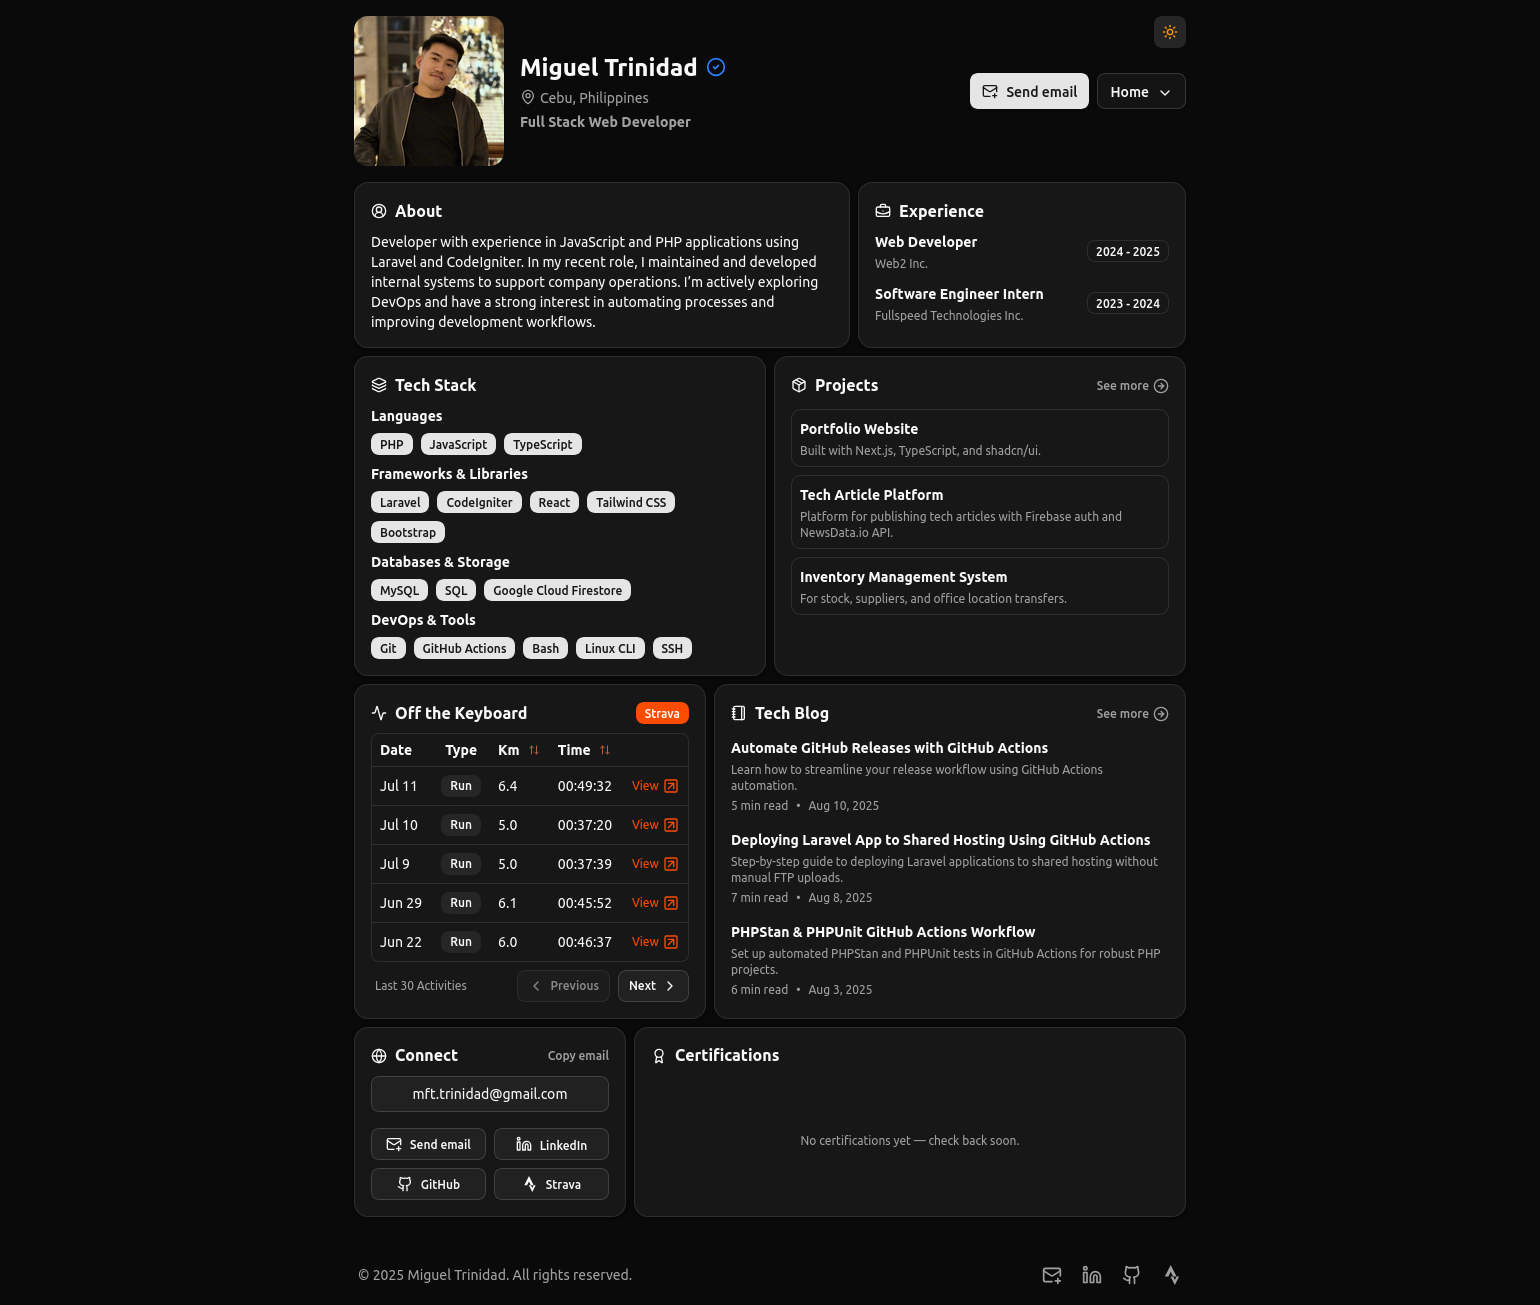 Miguel Trinidad
Cebu, Philippines
Full Stack Web Developer
Send email
Home
About
Developer with experience in JavaScript and PHP applications using
Laravel and CodeIgniter. In my recent role, I maintained and developed
internal systems to support company operations. I’m actively exploring
DevOps and have a strong interest in automating processes and
improving development workflows.
Experience
Web Developer
Web2 Inc.
2024 - 2025
Software Engineer Intern
Fullspeed Technologies Inc.
2023 - 2024
Tech Stack
Languages
PHP JavaScript TypeScript
Frameworks & Libraries
Laravel CodeIgniter React Tailwind CSS
Bootstrap
Databases & Storage
MySQL SQL Google Cloud Firestore
DevOps & Tools
Git GitHub Actions Bash Linux CLI SSH
Projects
See more
Portfolio Website
Built with Next.js, TypeScript, and shadcn/ui.
Tech Article Platform
Platform for publishing tech articles with Firebase auth and
NewsData.io API.
Inventory Management System
For stock, suppliers, and office location transfers.
Off the Keyboard
Strava
Date Type Km Time
Jul 11 Run 6.4 00:49:32 View
Jul 10 Run 5.0 00:37:20 View
Jul 9 Run 5.0 00:37:39 View
Jun 29 Run 6.1 00:45:52 View
Jun 22 Run 6.0 00:46:37 View
Last 30 Activities
Previous
Next
Tech Blog
See more
Automate GitHub Releases with GitHub Actions
Learn how to streamline your release workflow using GitHub Actions
automation.
5 min read • Aug 10, 2025
Deploying Laravel App to Shared Hosting Using GitHub Actions
Step-by-step guide to deploying Laravel applications to shared hosting without
manual FTP uploads.
7 min read • Aug 8, 2025
PHPStan & PHPUnit GitHub Actions Workflow
Set up automated PHPStan and PHPUnit tests in GitHub Actions for robust PHP
projects.
6 min read • Aug 3, 2025
Connect
Copy email
mft.trinidad@gmail.com
Send email
LinkedIn
GitHub
Strava
Certifications
No certifications yet — check back soon.
© 2025 Miguel Trinidad. All rights reserved.